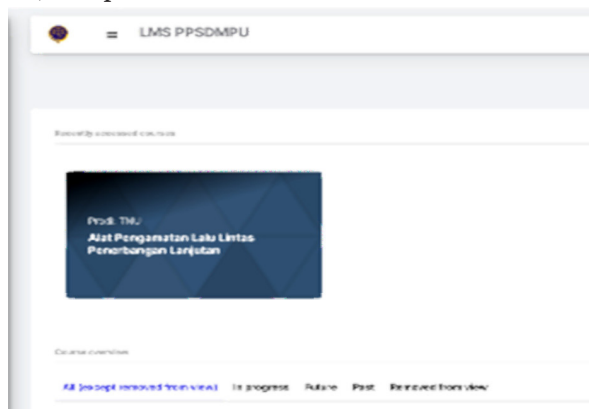 LMS PPSDMPU
Recently accessed courses
Prodi: TNU
Alat Pengamatan Lalu Lintas
Penerbangan Lanjutan
Course overview
All (except removed from view) In progress Future Past Removed from view